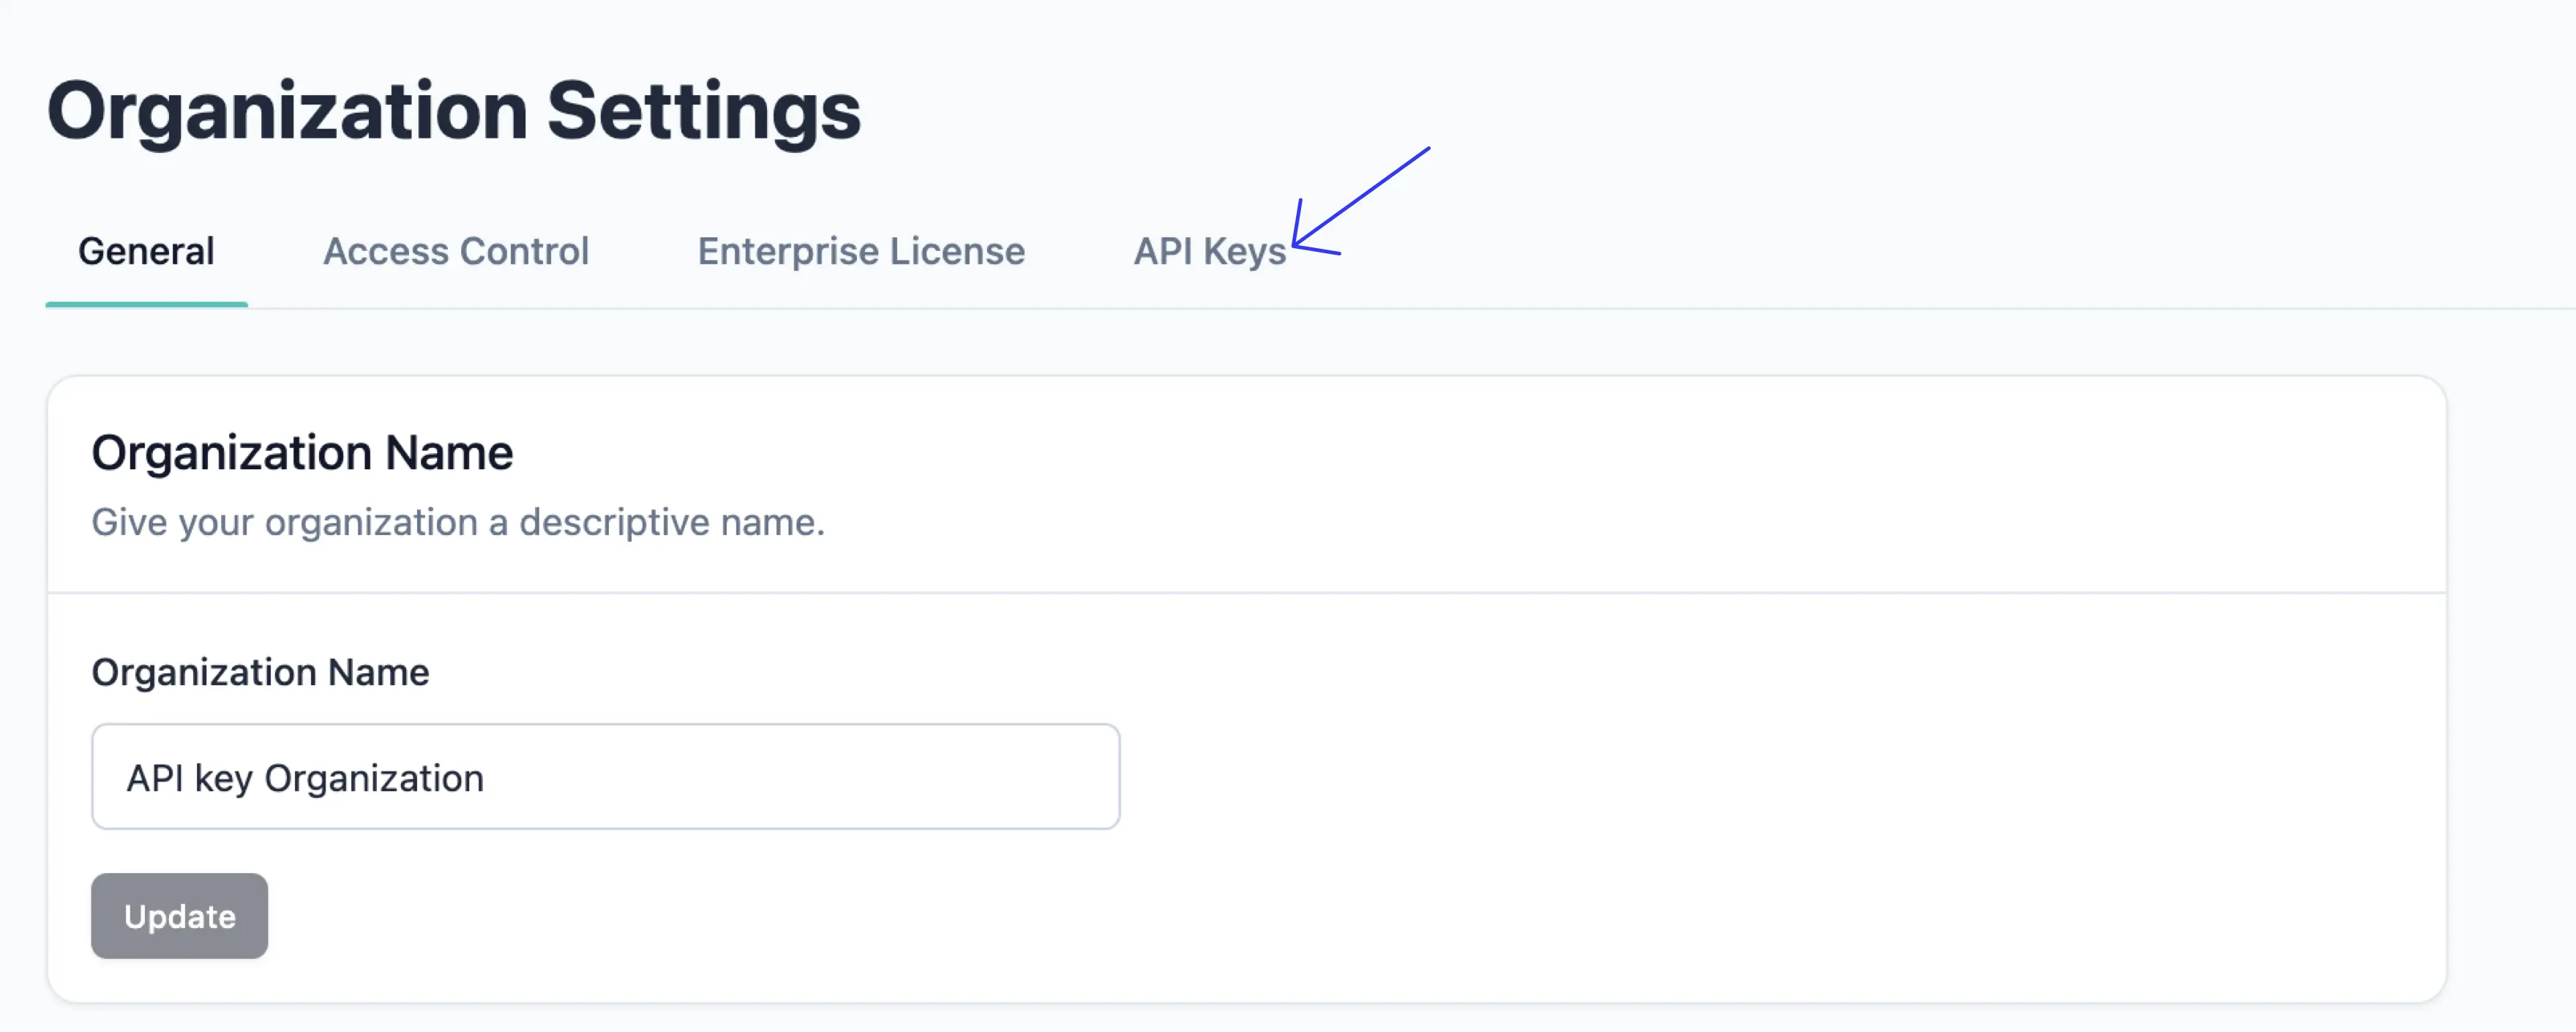 Organization Settings
General Access Control Enterprise License API Keys
Organization Name
Give your organization a descriptive name.
Organization Name
API key Organization
Update